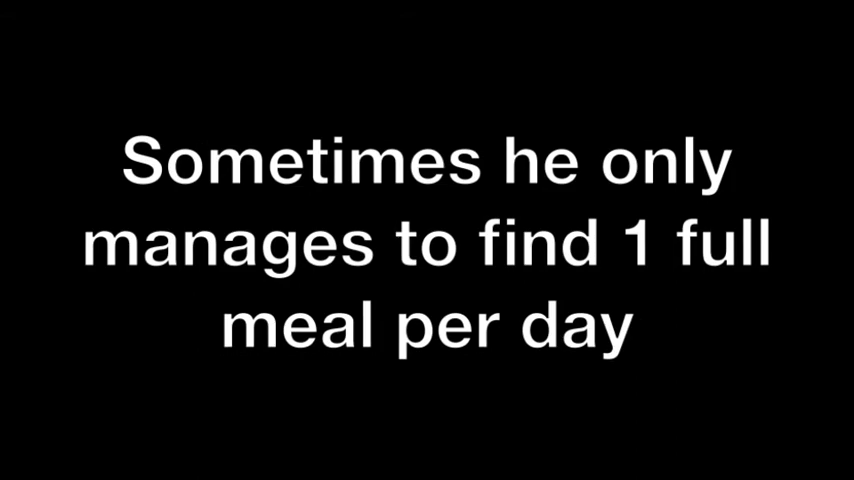 Sometimes he only
manages to find 1 full
meal per day